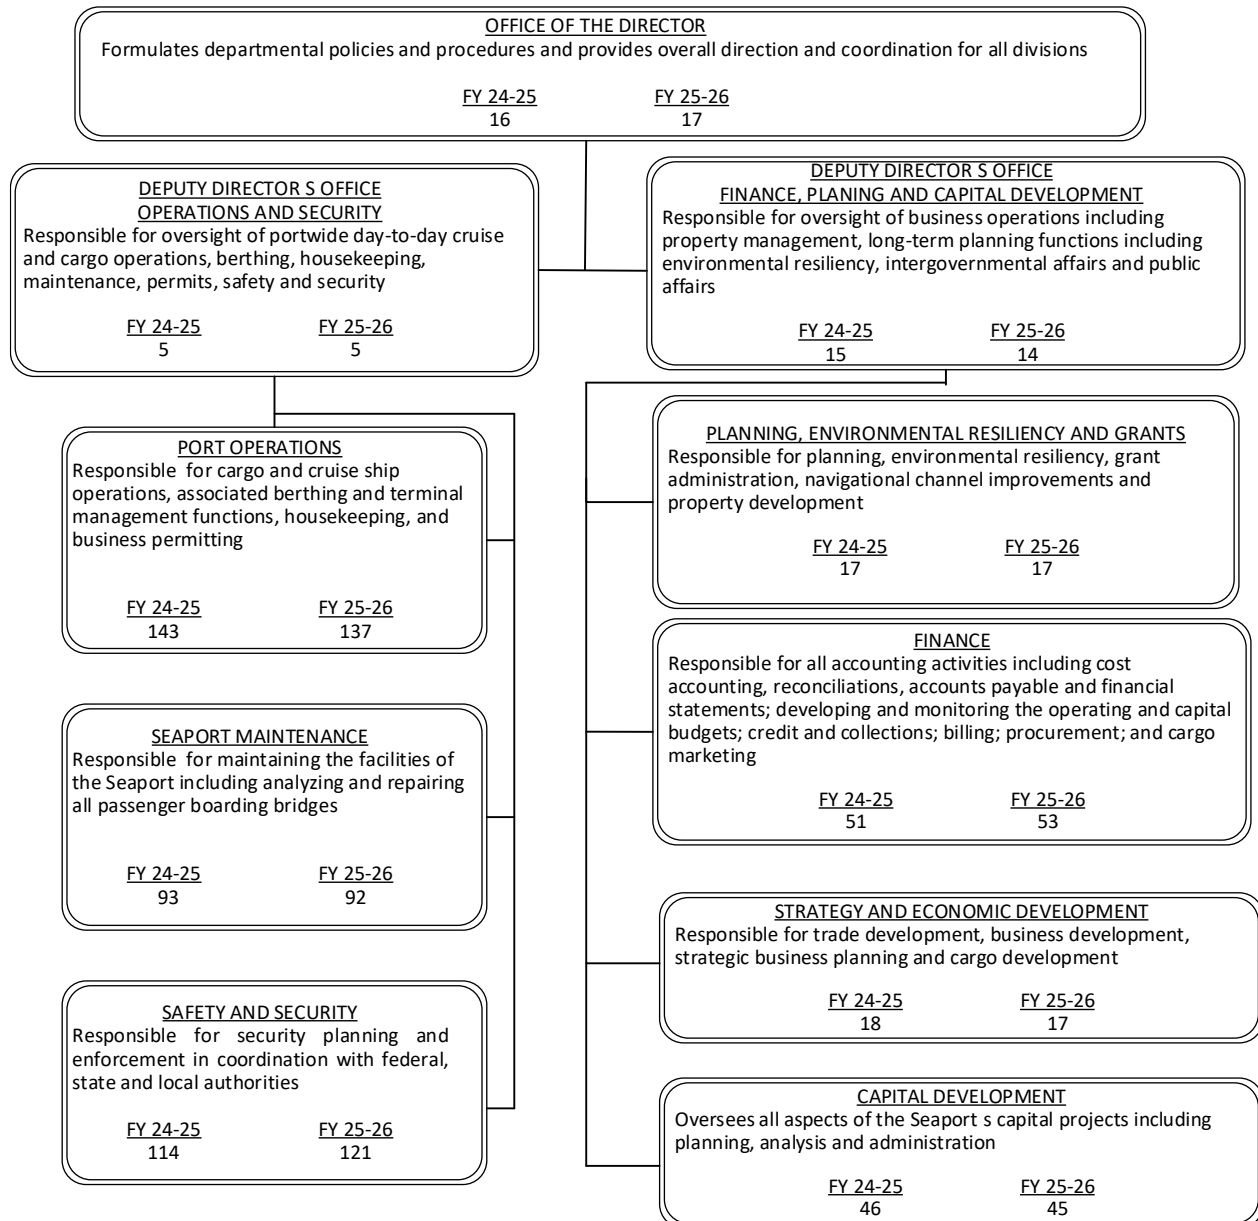 OFFICE OF THE DIRECTOR
Formulates departmental policies and procedures and provides overall direction and coordination for all divisions
FY 24-25 FY 25-26
16 17
DEPUTY DIRECTOR S OFFICE
OPERATIONS AND SECURITY
Responsible for oversight of portwide day-to-day cruise
and cargo operations, berthing, housekeeping,
maintenance, permits, safety and security
FY 24-25 FY 25-26
5 5
DEPUTY DIRECTOR S OFFICE
FINANCE, PLANING AND CAPITAL DEVELOPMENT
Responsible for oversight of business operations including
property management, long-term planning functions including
environmental resiliency, intergovernmental affairs and public
affairs
FY 24-25 FY 25-26
15 14
PORT OPERATIONS
Responsible for cargo and cruise ship
operations, associated berthing and terminal
management functions, housekeeping, and
business permitting
FY 24-25 FY 25-26
143 137
SEAPORT MAINTENANCE
Responsible for maintaining the facilities of
the Seaport including analyzing and repairing
all passenger boarding bridges
FY 24-25 FY 25-26
93 92
SAFETY AND SECURITY
Responsible for security planning and
enforcement in coordination with federal,
state and local authorities
FY 24-25 FY 25-26
114 121
PLANNING, ENVIRONMENTAL RESILIENCY AND GRANTS
Responsible for planning, environmental resiliency, grant
administration, navigational channel improvements and
property development
FY 24-25 FY 25-26
17 17
FINANCE
Responsible for all accounting activities including cost
accounting, reconciliations, accounts payable and financial
statements; developing and monitoring the operating and capital
budgets; credit and collections; billing; procurement; and cargo
marketing
FY 24-25 FY 25-26
51 53
STRATEGY AND ECONOMIC DEVELOPMENT
Responsible for trade development, business development,
strategic business planning and cargo development
FY 24-25 FY 25-26
18 17
CAPITAL DEVELOPMENT
Oversees all aspects of the Seaport s capital projects including
planning, analysis and administration
FY 24-25 FY 25-26
46 45